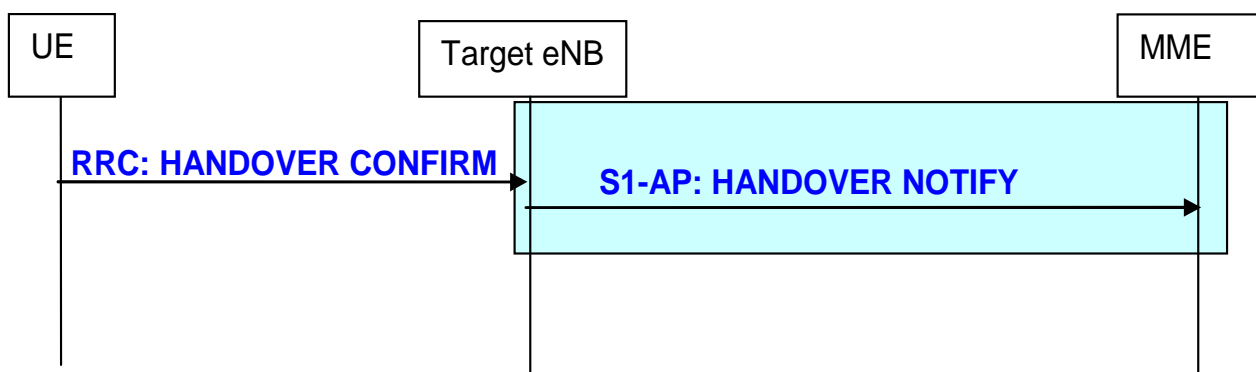 UE
Target eNB
MME
RRC: HANDOVER CONFIRM
S1-AP: HANDOVER NOTIFY